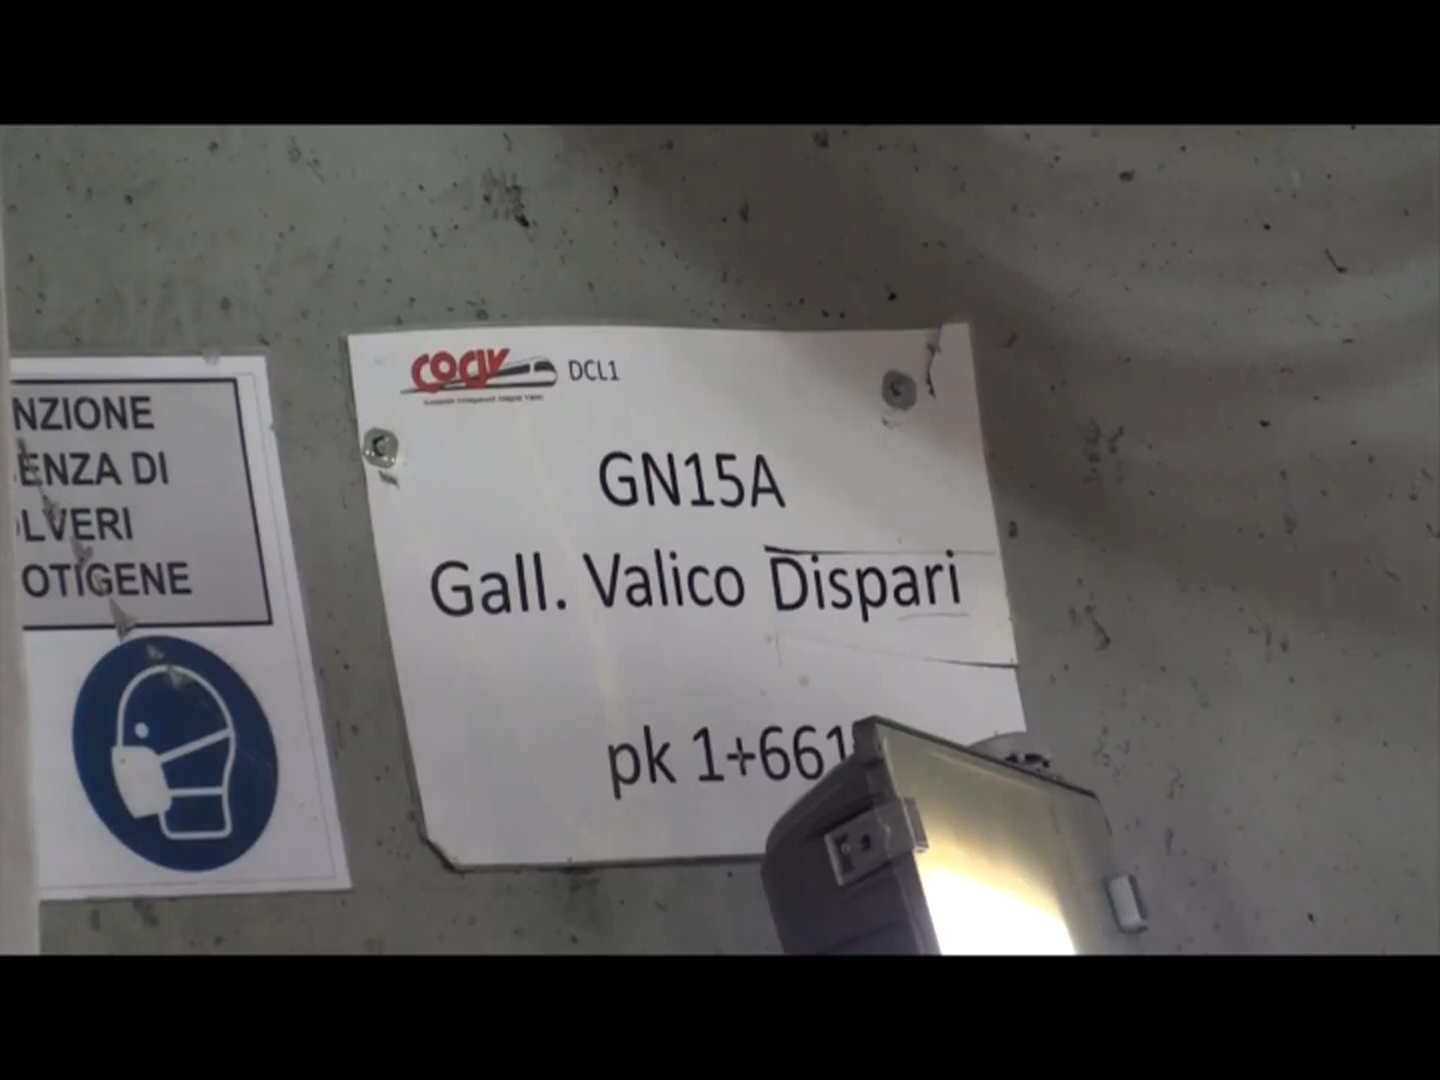 NZIONE
ENZA DI
LVERI
OTIGENE
COCIV DCL1
GN15A
Gall. Valico Dispari
pk 1+661